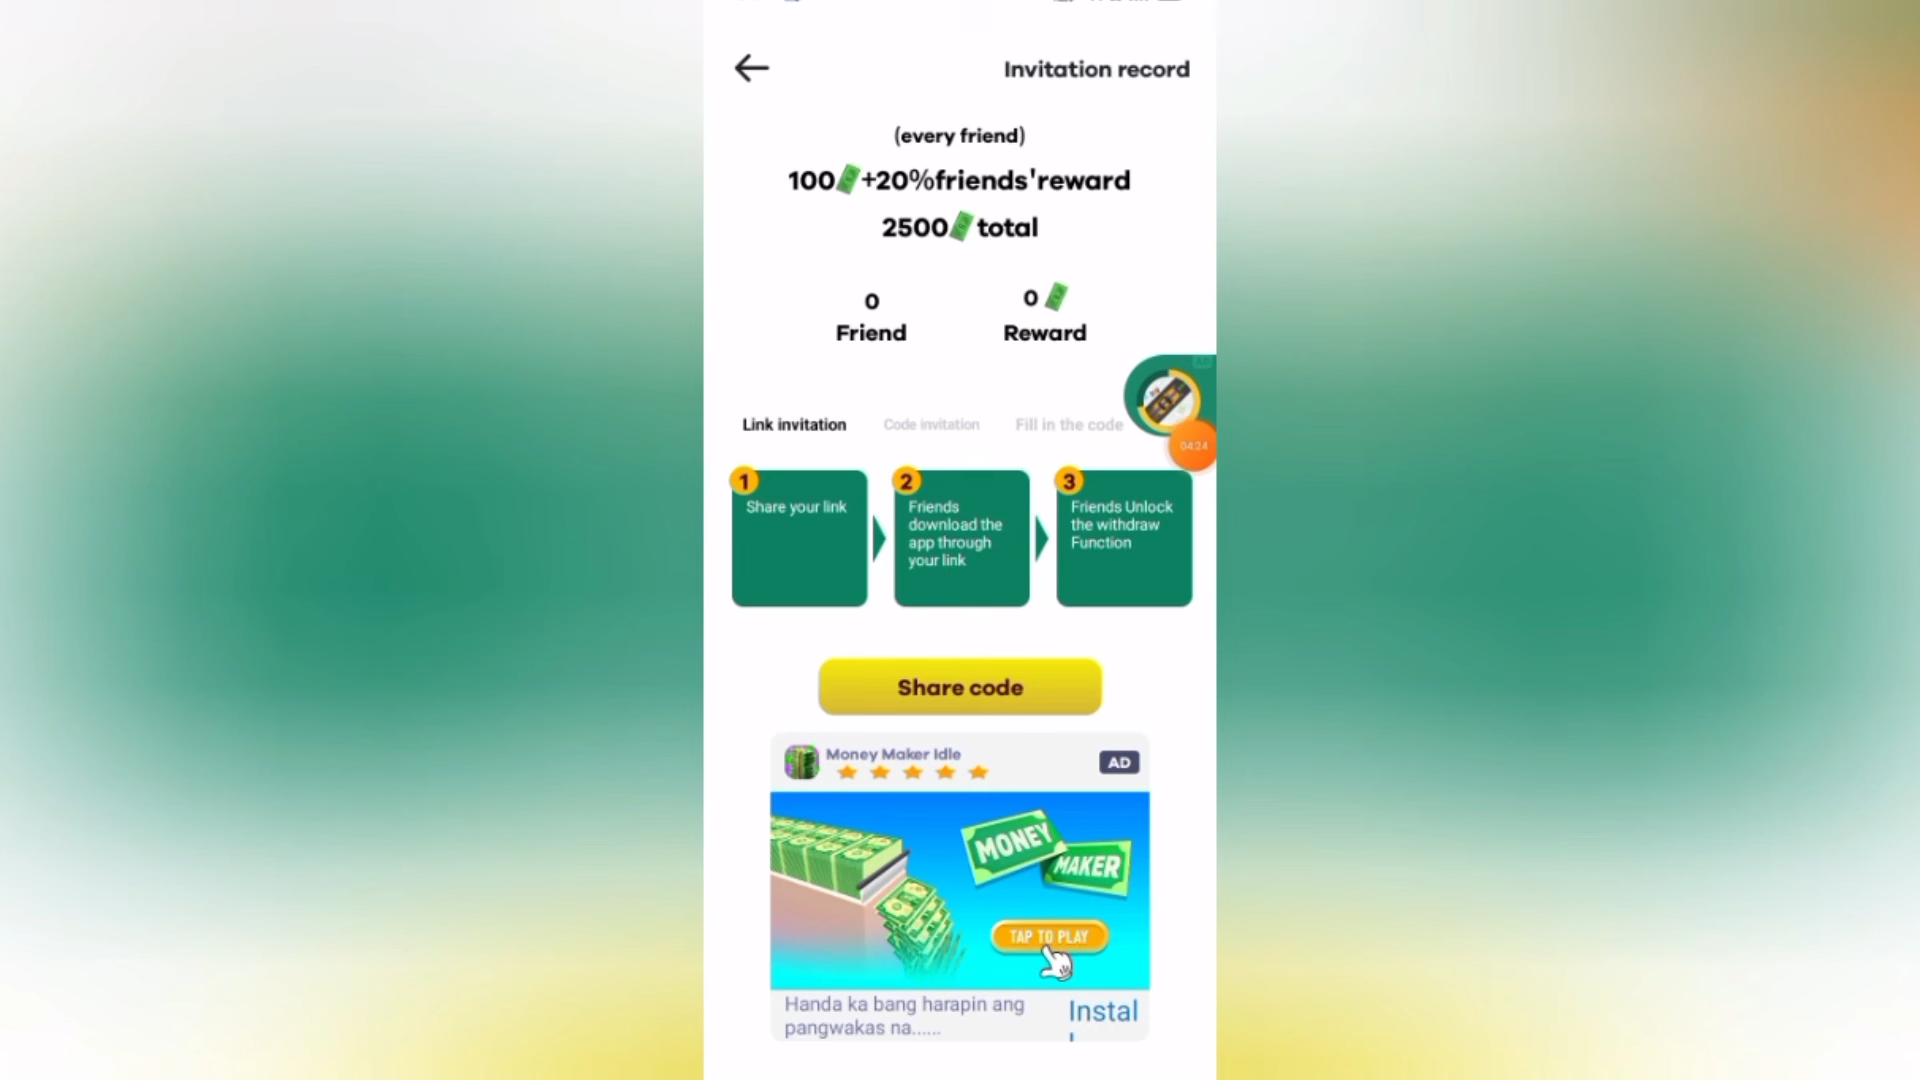 Invitation record
(every friend)
100+20%friends'reward
2500 total
0
0
Friend
Reward
Link invitation
Code invitation
Fill in the code
04:24
1
Share your link
2
Friends
download the
app through
your link
3
Friends Unlock
the withdraw
Function
Share code
Money Maker Idle
AD
MONEY
MAKER
TAP TO PLAY
Handa ka bang harapin ang
pangwakas na......
Instal